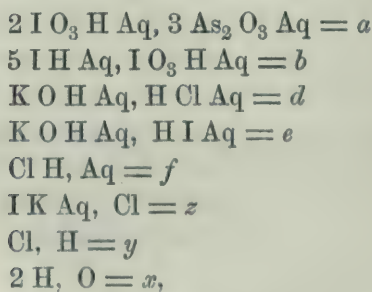 2 I O₃ H Aq, 3 As₂ O₃ Aq = a
5 I H Aq, I O₃ H Aq = b
K O H Aq, H Cl Aq = d
K O H Aq, H I Aq = e
Cl H, Aq = f
I K Aq, Cl = z
Cl, H = y
2 H, O = x,